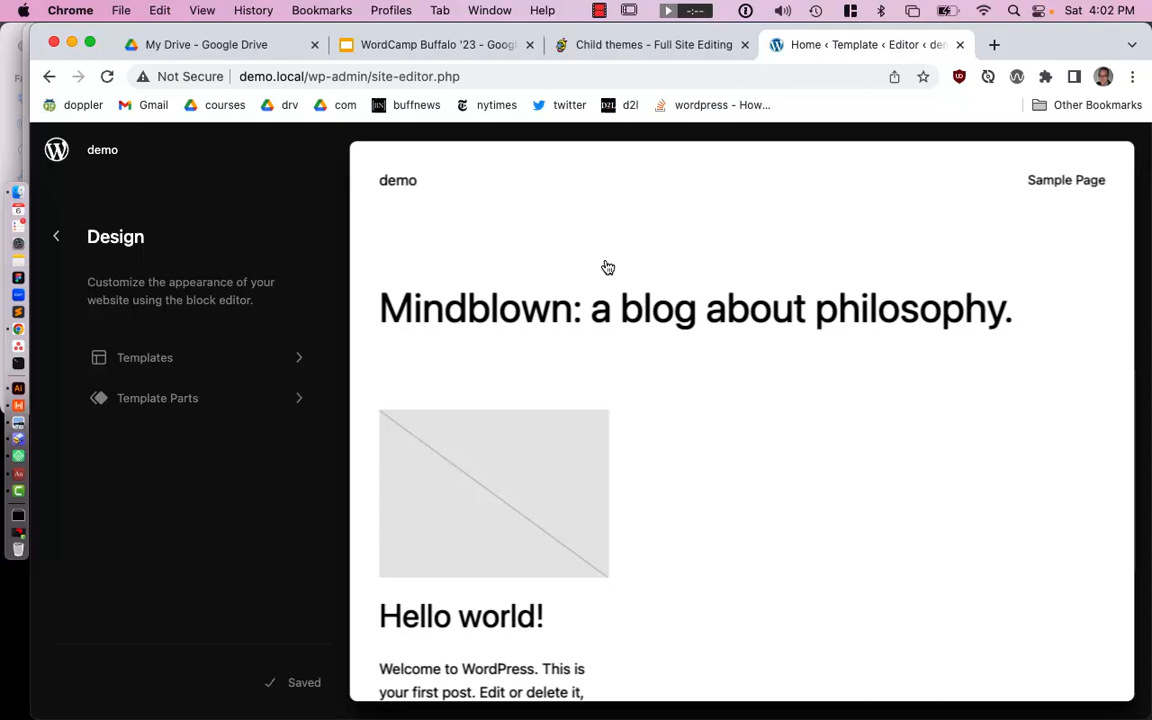 Chrome File Edit View History Bookmarks Profiles Tab Window Help -:-- Sat 4:02 PM
My Drive - Google Drive WordCamp Buffalo '23 - Goog Child themes - Full Site Editing Home ‹ Template ‹ Editor ‹ den
Not Secure demo.local/wp-admin/site-editor.php
doppler Gmail courses drv com BN buffnews nytimes twitter D2L d2l wordpress - How... Other Bookmarks
demo
demo Sample Page
Design
Customize the appearance of your
website using the block editor.
Templates
Template Parts
Saved
Mindblown: a blog about philosophy.
Hello world!
Welcome to WordPress. This is
your first post. Edit or delete it,